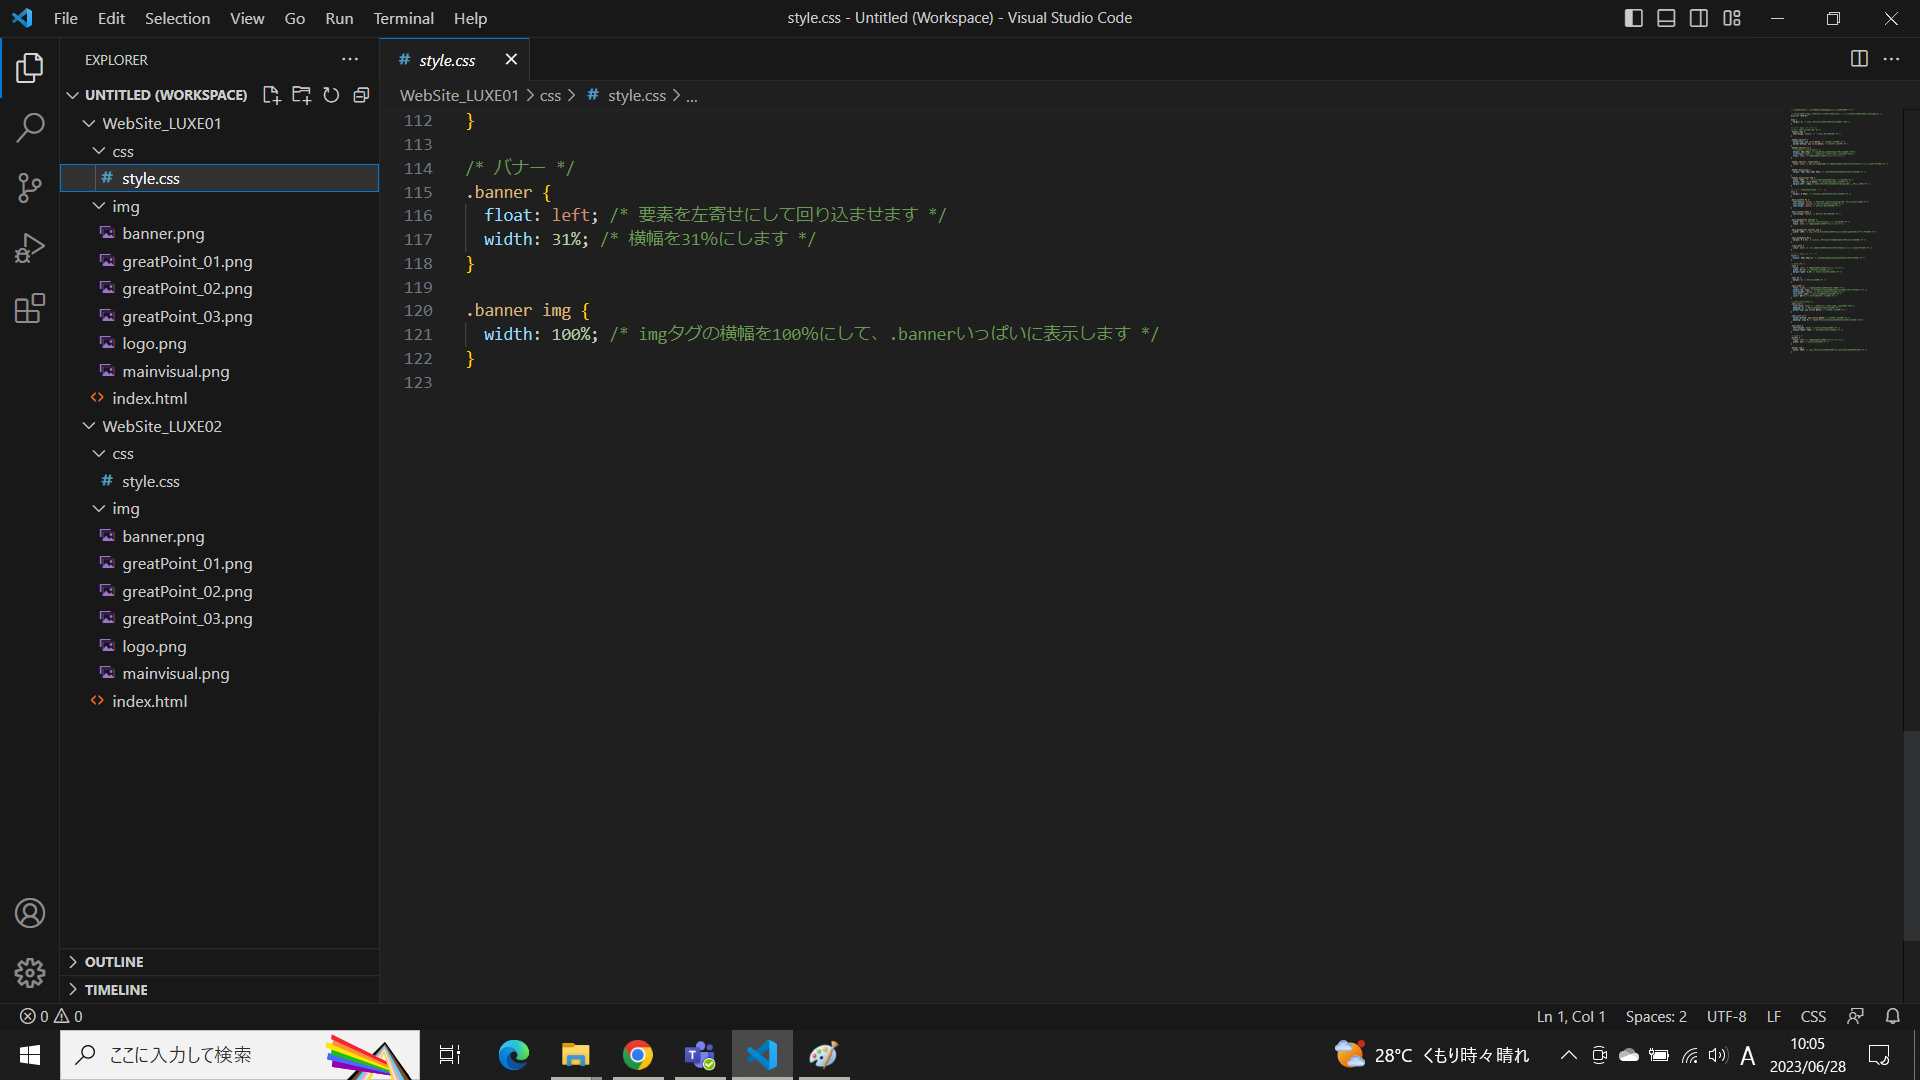 File Edit Selection View Go Run Terminal Help
style.css - Untitled (Workspace) - Visual Studio Code
EXPLORER
UNTITLED (WORKSPACE)
WebSite_LUXE01
css
# style.css
img
banner.png
greatPoint_01.png
greatPoint_02.png
greatPoint_03.png
logo.png
mainvisual.png
index.html
WebSite_LUXE02
css
# style.css
img
banner.png
greatPoint_01.png
greatPoint_02.png
greatPoint_03.png
logo.png
mainvisual.png
index.html
OUTLINE
TIMELINE
# style.css
WebSite_LUXE01 > css > # style.css > ...
112 }
113
114 /* バナー */
115 .banner {
116 float: left; /* 要素を左寄せにして回り込ませます */
117 width: 31%; /* 横幅を31%にします */
118 }
119
120 .banner img {
121 width: 100%; /* imgタグの横幅を100%にして、.bannerいっぱいに表示します */
122 }
123
0 0
Ln 1, Col 1 Spaces: 2 UTF-8 LF CSS
ここに入力して検索
28°C くもり時々晴れ
A
10:05
2023/06/28